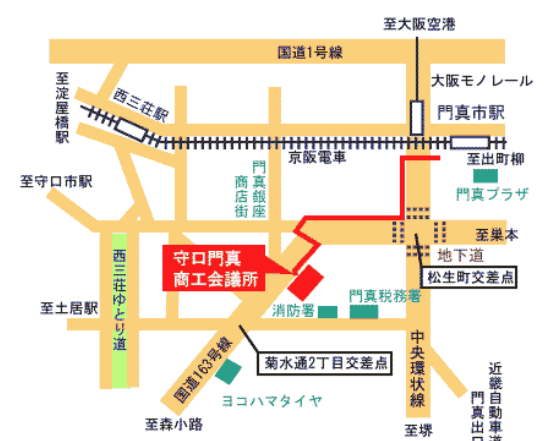 至大阪空港
国道1号線
大阪モノレール
至淀屋橋駅
西三荘駅
門真市駅
京阪電車
至出町柳
門真銀座
商店街
門真プラザ
至守口市駅
至巣本
守口門真
商工会議所
地下道
松生町交差点
西三荘ゆとり道
門真税務署
消防署
至土居駅
国道163号線
菊水通2丁目交差点
中央環状線
ヨコハマタイヤ
近畿自動車道
門真出口
至森小路
至堺